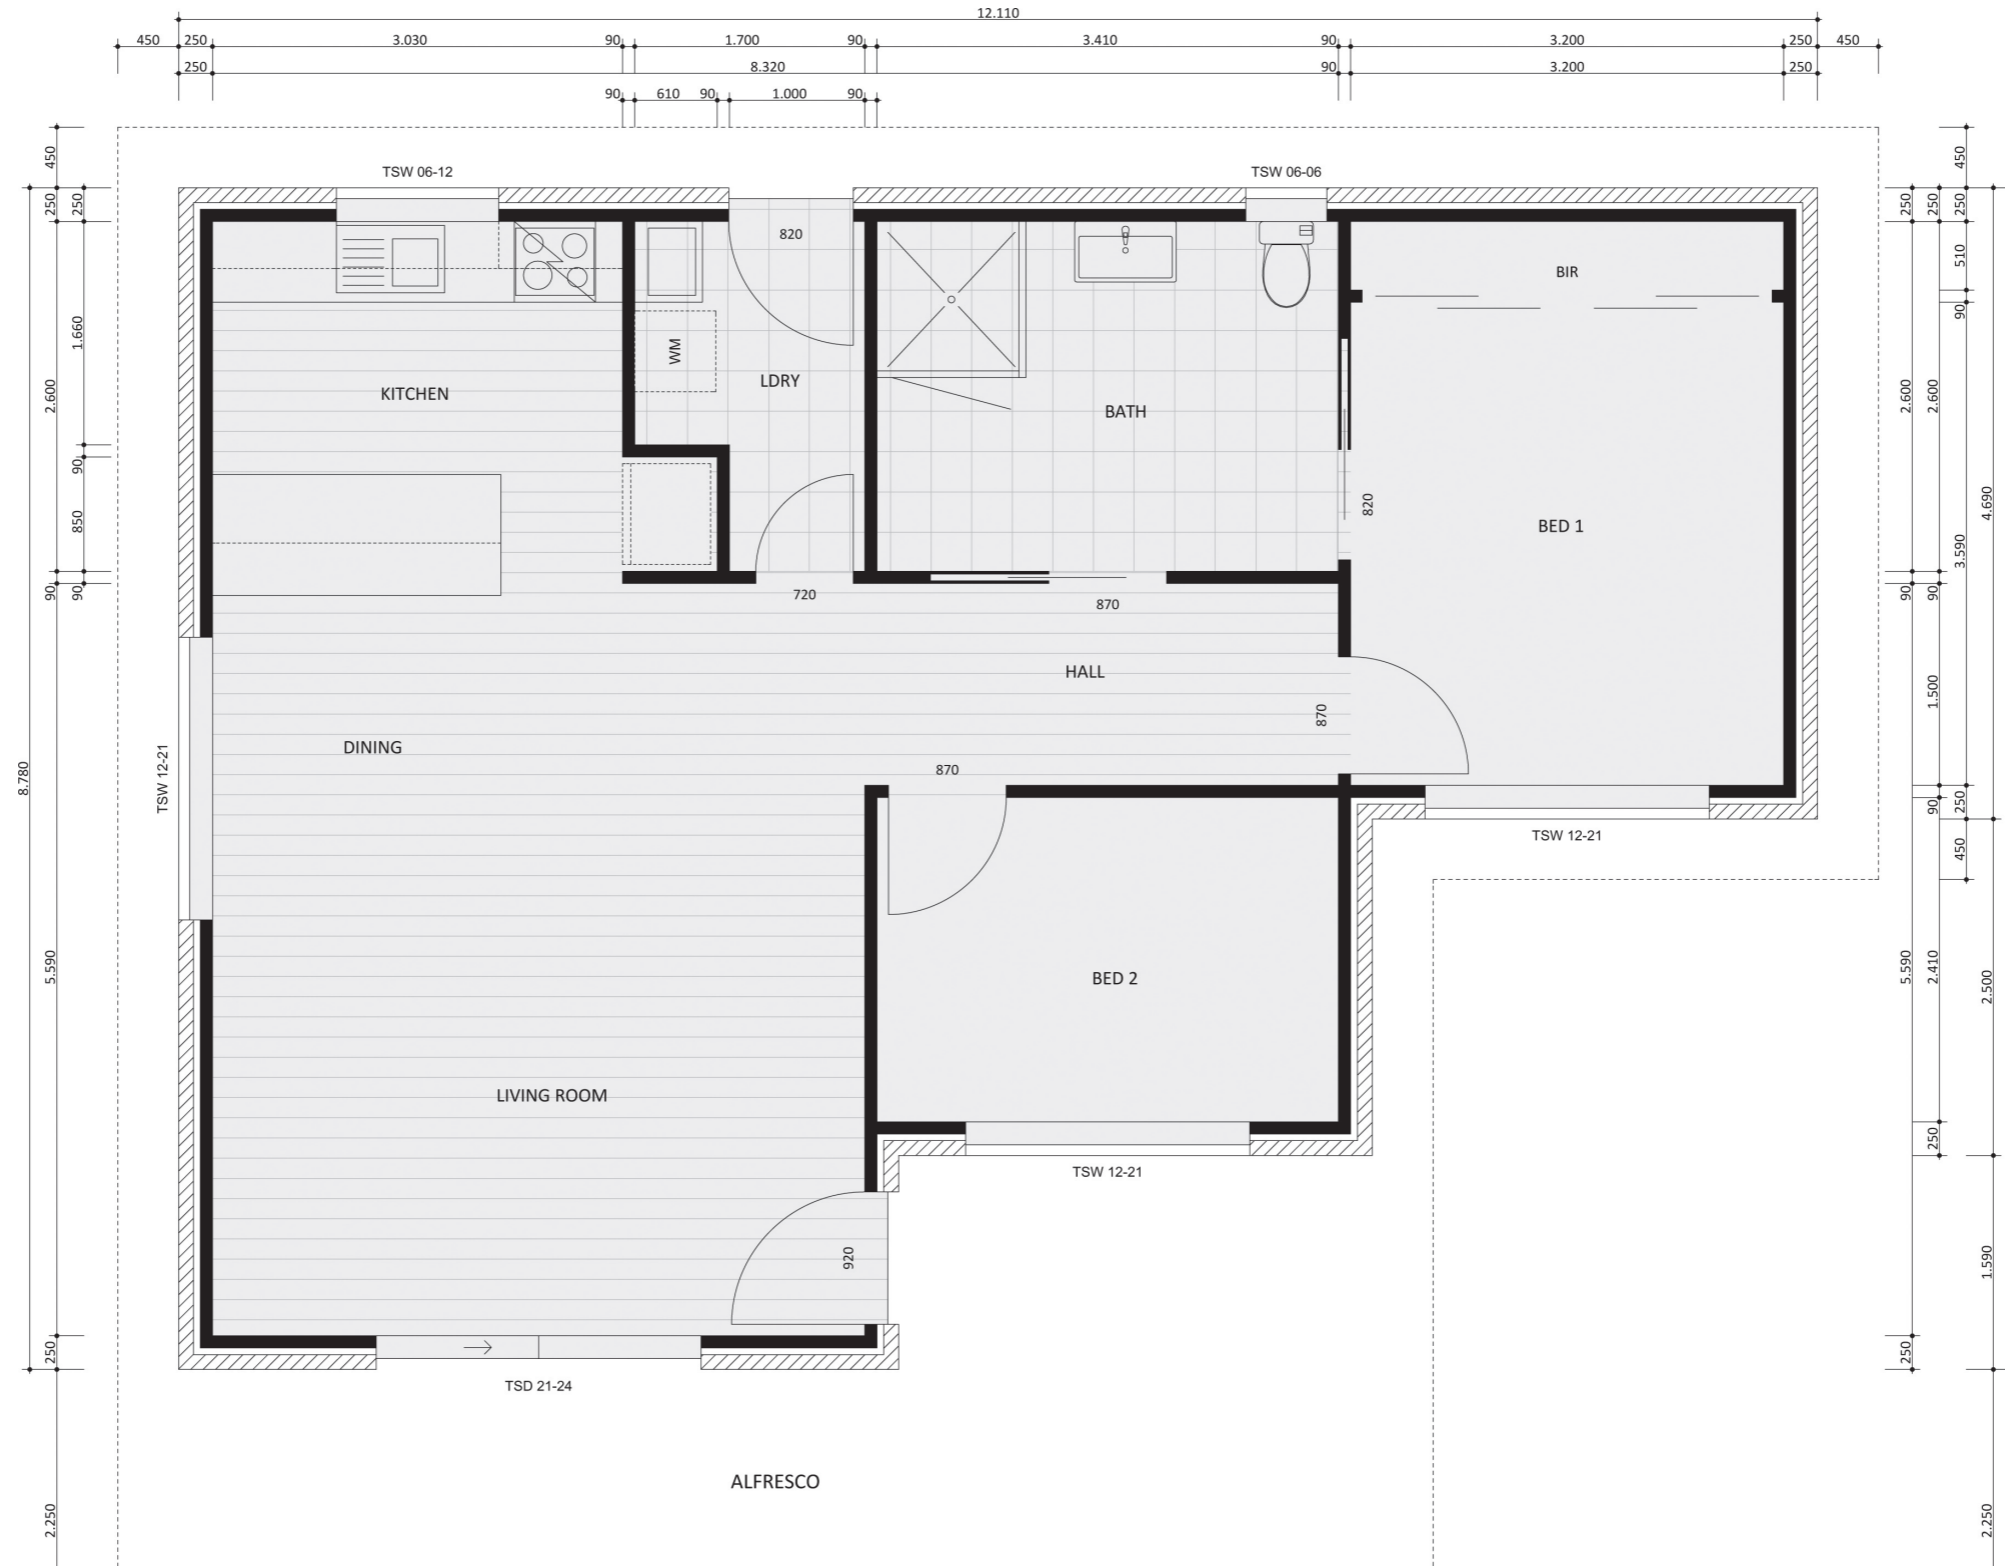 12.110
450 250 3.030 90 1.700 90 3.410 90 3.200 250 450
250 8.320 90 3.200 250
90 610 90 1.000 90
TSW 06-12
TSW 06-06
450
250
2.600
90
5.590
250
2.250
8.780
250
1.660
90
850
90
820
BIR
WM
LDRY
KITCHEN
BATH
820
BED 1
720
870
HALL
870
DINING
870
TSW 12-21
TSW 12-21
BED 2
LIVING ROOM
TSW 12-21
920
TSD 21-24
ALFRESCO
250
2.600
90
5.590
250
250
2.600
90
1.500
90
2.410
250
450
250
510
90
3.590
250
450
4.690
2.500
1.590
2.250